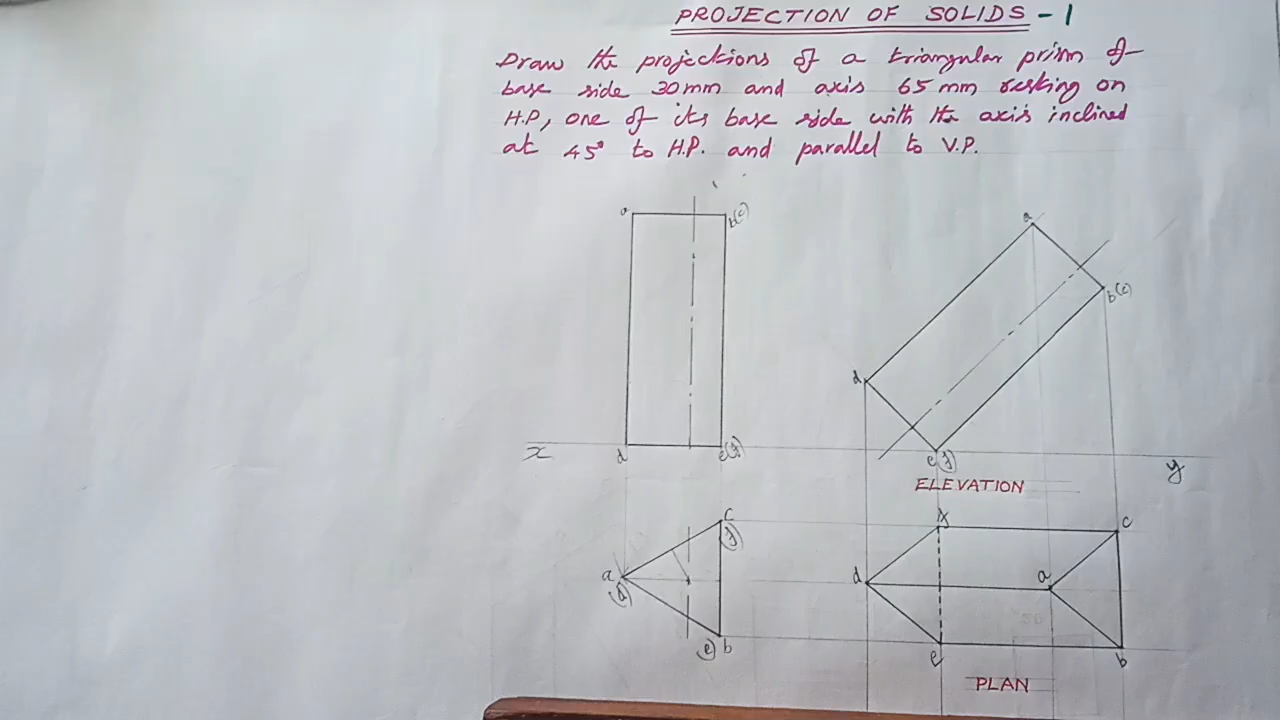 PROJECTION OF SOLIDS - 1
Draw the projections of a triangular prism of
base side 30mm and axis 65mm resting on
H.P, one of its base side with the axis inclined
at 45° to H.P. and parallel to V.P.
a
b(c)
a
b(c)
d
x
d
e(f)
e(f)
y
ELEVATION
c
(f)
a
(d)
(e) b
c
d
a
e
b
PLAN